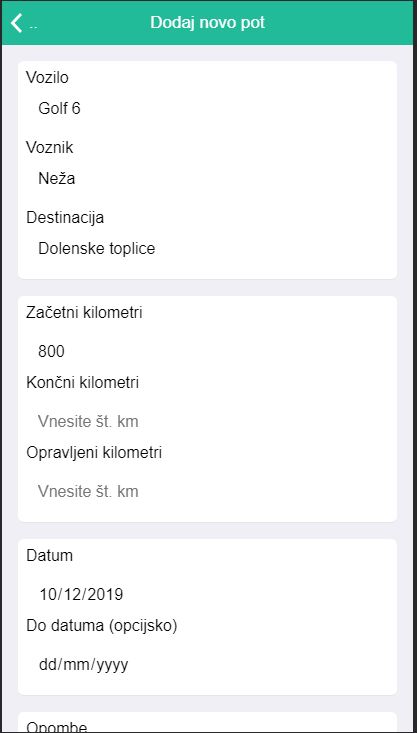 ..
Dodaj novo pot
Vozilo
Golf 6
Voznik
Neža
Destinacija
Dolenske toplice
Začetni kilometri
800
Končni kilometri
Vnesite št. km
Opravljeni kilometri
Vnesite št. km
Datum
10/12/2019
Do datuma (opcijsko)
dd/mm/yyyy
Opombe